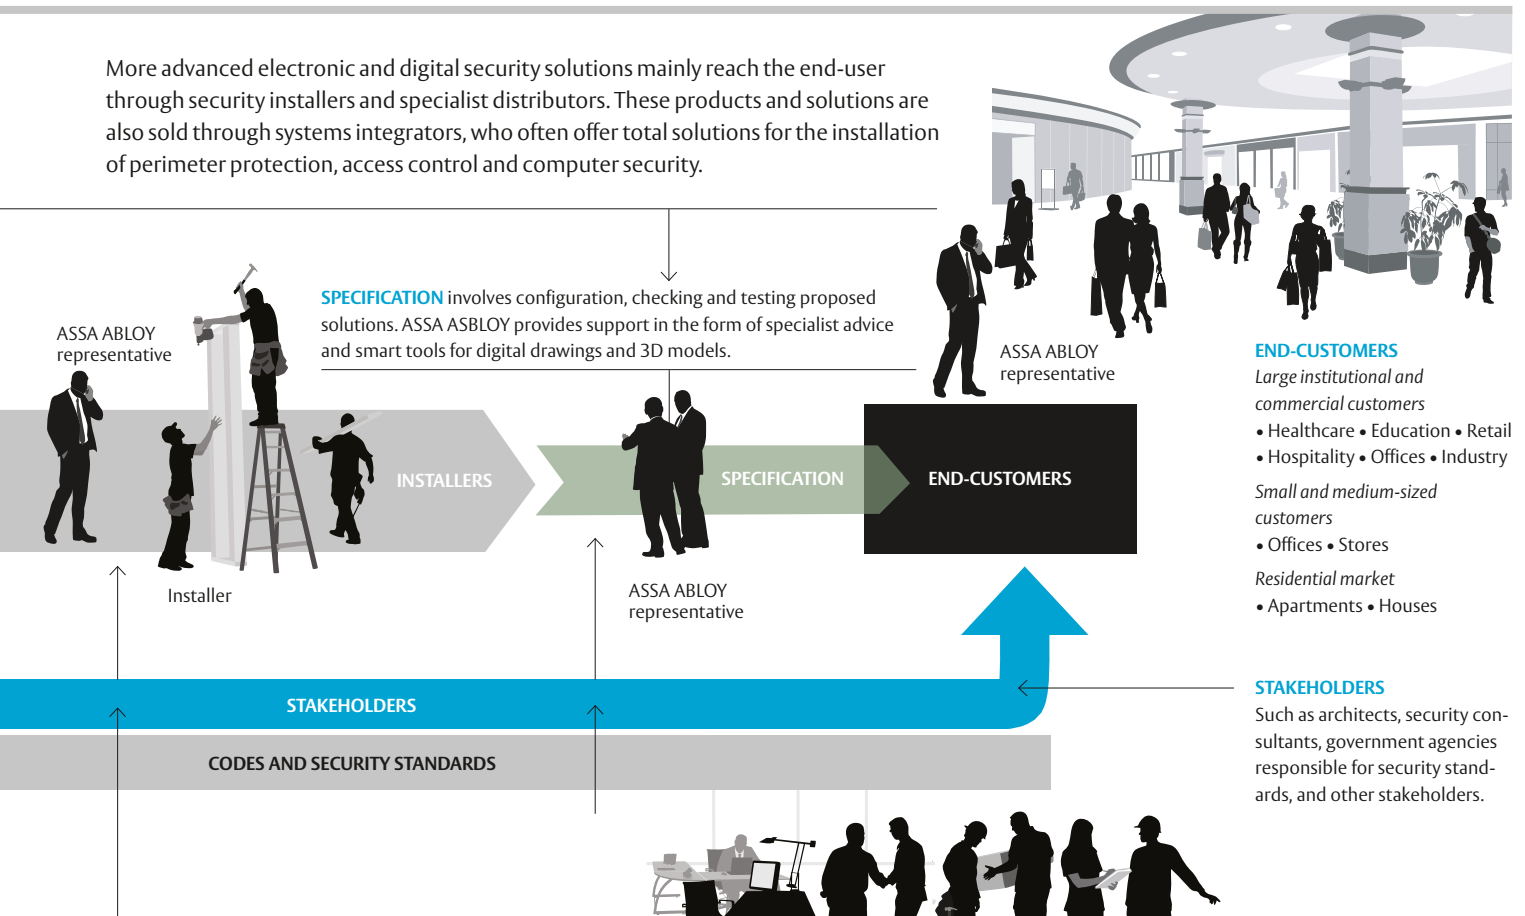 More advanced electronic and digital security solutions mainly reach the end-user
through security installers and specialist distributors. These products and solutions are
also sold through systems integrators, who often offer total solutions for the installation
of perimeter protection, access control and computer security.
SPECIFICATION involves configuration, checking and testing proposed
solutions. ASSA ASBLOY provides support in the form of specialist advice
and smart tools for digital drawings and 3D models.
ASSA ABLOY
representative
ASSA ABLOY
representative
INSTALLERS
SPECIFICATION
END-CUSTOMERS
Installer
ASSA ABLOY
representative
END-CUSTOMERS
Large institutional and
commercial customers
• Healthcare • Education • Retail
• Hospitality • Offices • Industry
Small and medium-sized
customers
• Offices • Stores
Residential market
• Apartments • Houses
STAKEHOLDERS
CODES AND SECURITY STANDARDS
STAKEHOLDERS
Such as architects, security con-
sultants, government agencies
responsible for security stand-
ards, and other stakeholders.